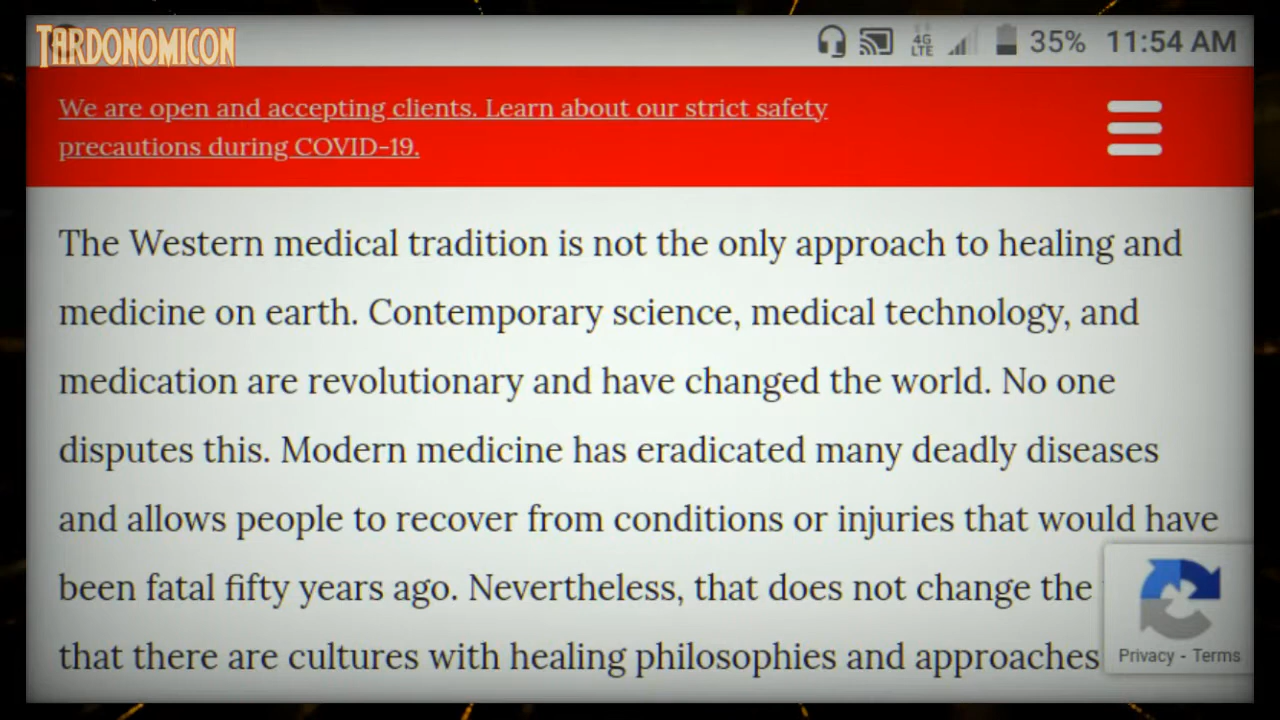 TARDONOMICON
35% 11:54 AM
4G
LTE
We are open and accepting clients. Learn about our strict safety
precautions during COVID-19.
The Western medical tradition is not the only approach to healing and
medicine on earth. Contemporary science, medical technology, and
medication are revolutionary and have changed the world. No one
disputes this. Modern medicine has eradicated many deadly diseases
and allows people to recover from conditions or injuries that would have
been fatal fifty years ago. Nevertheless, that does not change the
that there are cultures with healing philosophies and approaches
Privacy - Terms